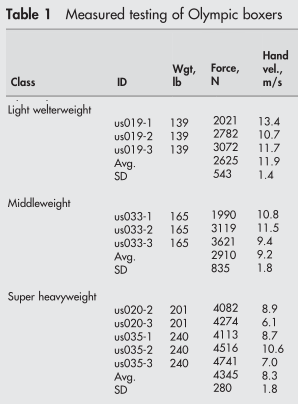 Table 1 Measured testing of Olympic boxers
Class ID Wgt, lb Force, N Hand vel., m/s
Light welterweight
us019-1 139 2021 13.4
us019-2 139 2782 10.7
us019-3 139 3072 11.7
Avg. 2625 11.9
SD 543 1.4
Middleweight
us033-1 165 1990 10.8
us033-2 165 3119 11.5
us033-3 165 3621 9.4
Avg. 2910 9.2
SD 835 1.8
Super heavyweight
us020-2 201 4082 8.9
us020-3 201 4274 6.1
us035-1 240 4113 8.7
us035-2 240 4516 10.6
us035-3 240 4741 7.0
Avg. 4345 8.3
SD 280 1.8